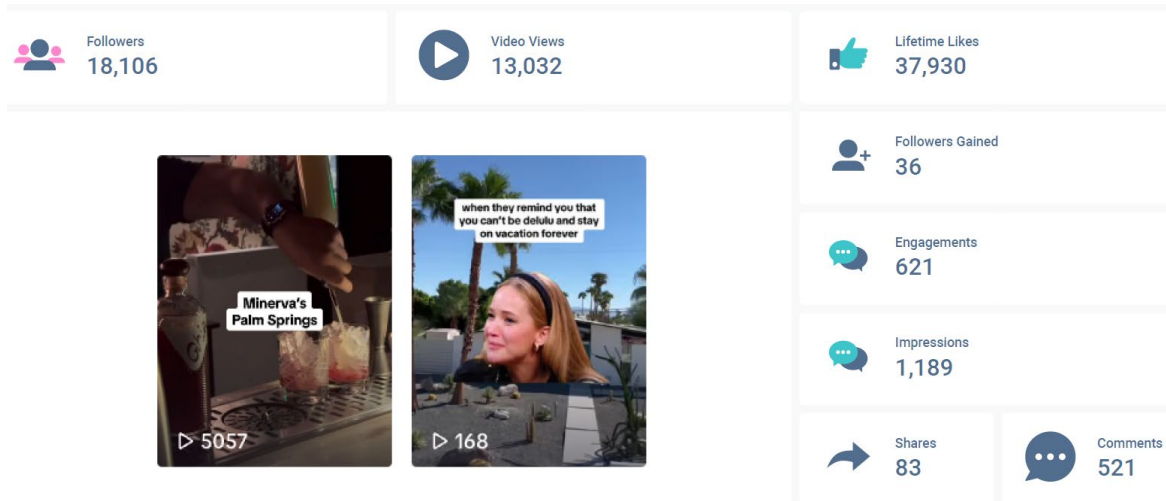 Followers
18,106
Video Views
13,032
Lifetime Likes
37,930
Minerva's
Palm Springs
5057
when they remind you that
you can't be delulu and stay
on vacation forever
168
Followers Gained
36
Engagements
621
Impressions
1,189
Shares
83
Comments
521